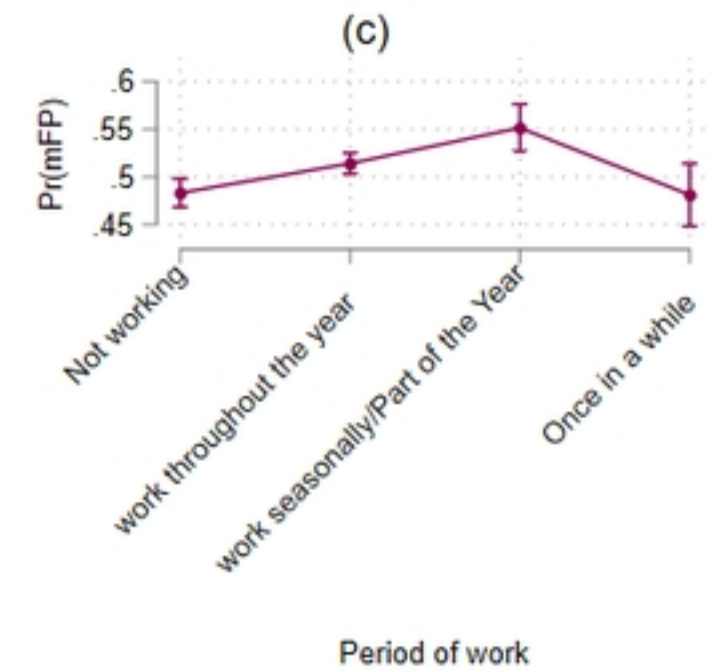 (c)
Pr(mFP)
.6
.55
.5
.45
Not working
work throughout the year
work seasonally/Part of the Year
Once in a while
Period of work